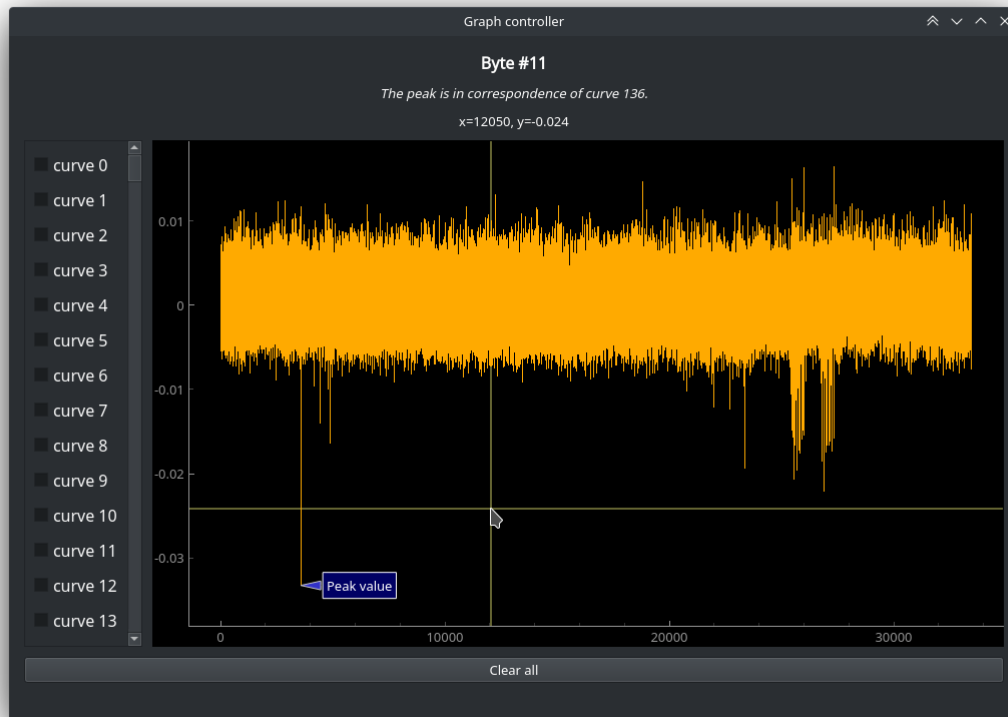 Graph controller
Byte #11
The peak is in correspondence of curve 136.
x=12050, y=-0.024
curve 0
curve 1
curve 2
curve 3
curve 4
curve 5
curve 6
curve 7
curve 8
curve 9
curve 10
curve 11
curve 12
curve 13
0.01
0
-0.01
-0.02
-0.03
Peak value
0 10000 20000 30000
Clear all